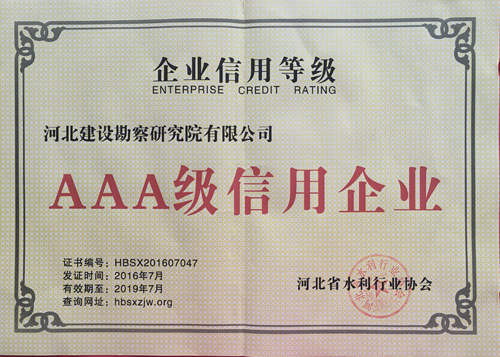 企业信用等级
ENTERPRISE CREDIT RATING
河北建设勘察研究院有限公司
AAA级信用企业
证书编号：HBSX201607047
发证时间：2016年7月
有效期至：2019年7月
查询网址：hbsxzjw.org
河北省水利行业协会